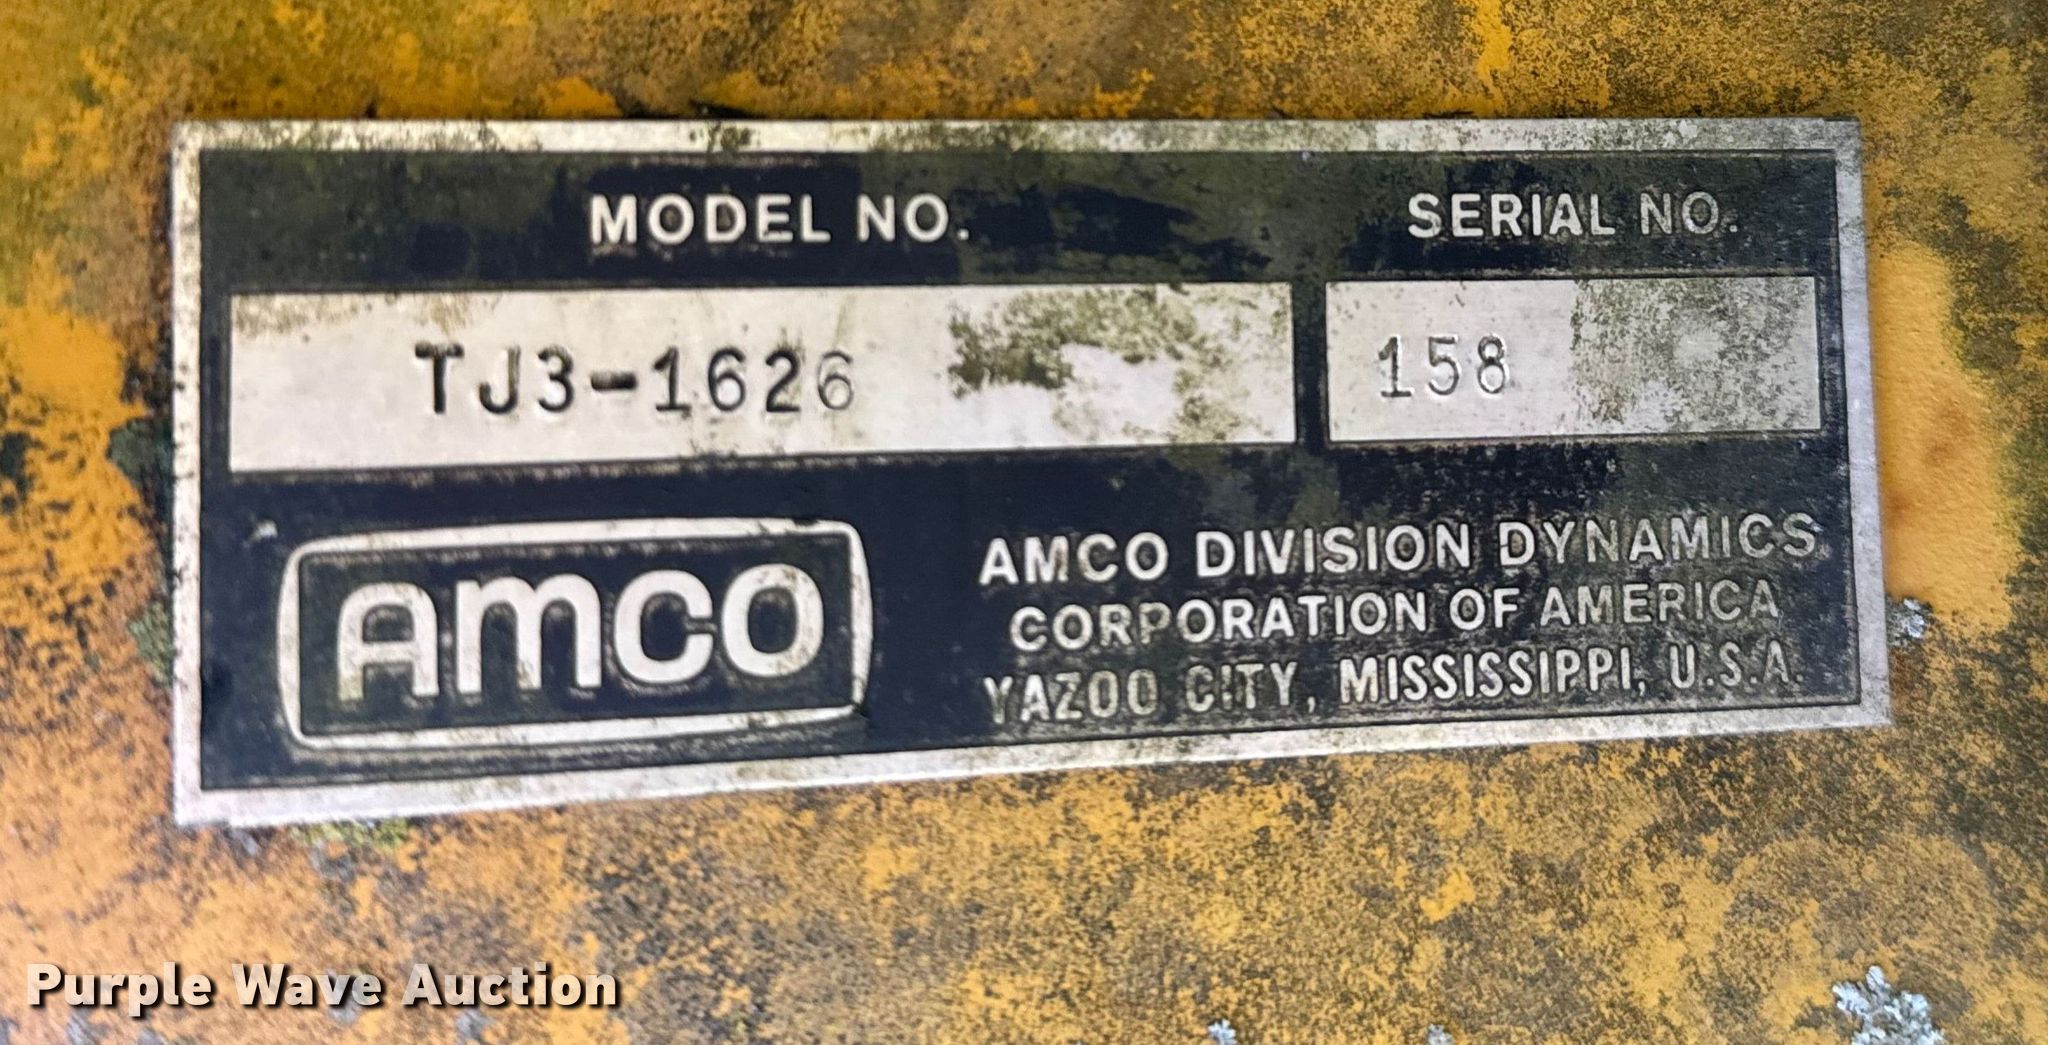 MODEL NO. SERIAL NO.
TJ3-1626 158
AMCO
AMCO DIVISION DYNAMICS
CORPORATION OF AMERICA
YAZOO CITY, MISSISSIPPI, U.S.A.
Purple Wave Auction